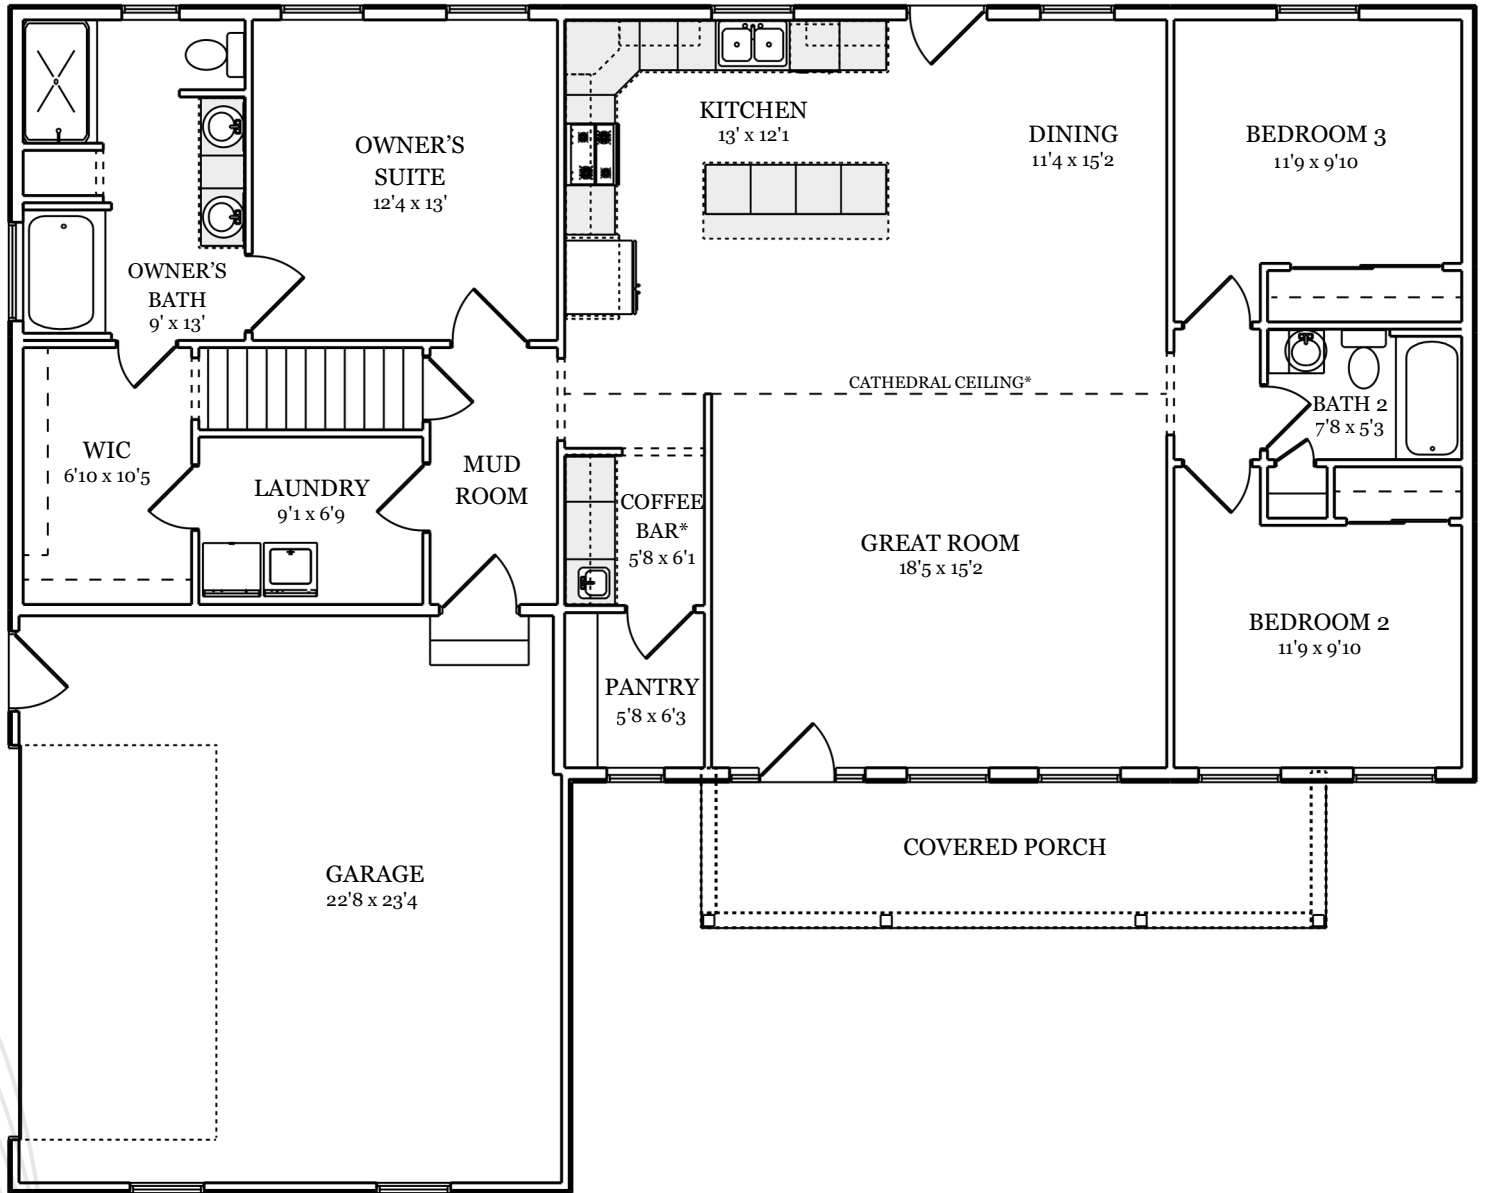 KITCHEN
13' x 12'1
DINING
11'4 x 15'2
BEDROOM 3
11'9 x 9'10
OWNER'S
SUITE
12'4 x 13'
OWNER'S
BATH
9' x 13'
CATHEDRAL CEILING*
BATH 2
7'8 x 5'3
WIC
6'10 x 10'5
LAUNDRY
9'1 x 6'9
MUD
ROOM
COFFEE
BAR*
5'8 x 6'1
GREAT ROOM
18'5 x 15'2
BEDROOM 2
11'9 x 9'10
PANTRY
5'8 x 6'3
COVERED PORCH
GARAGE
22'8 x 23'4